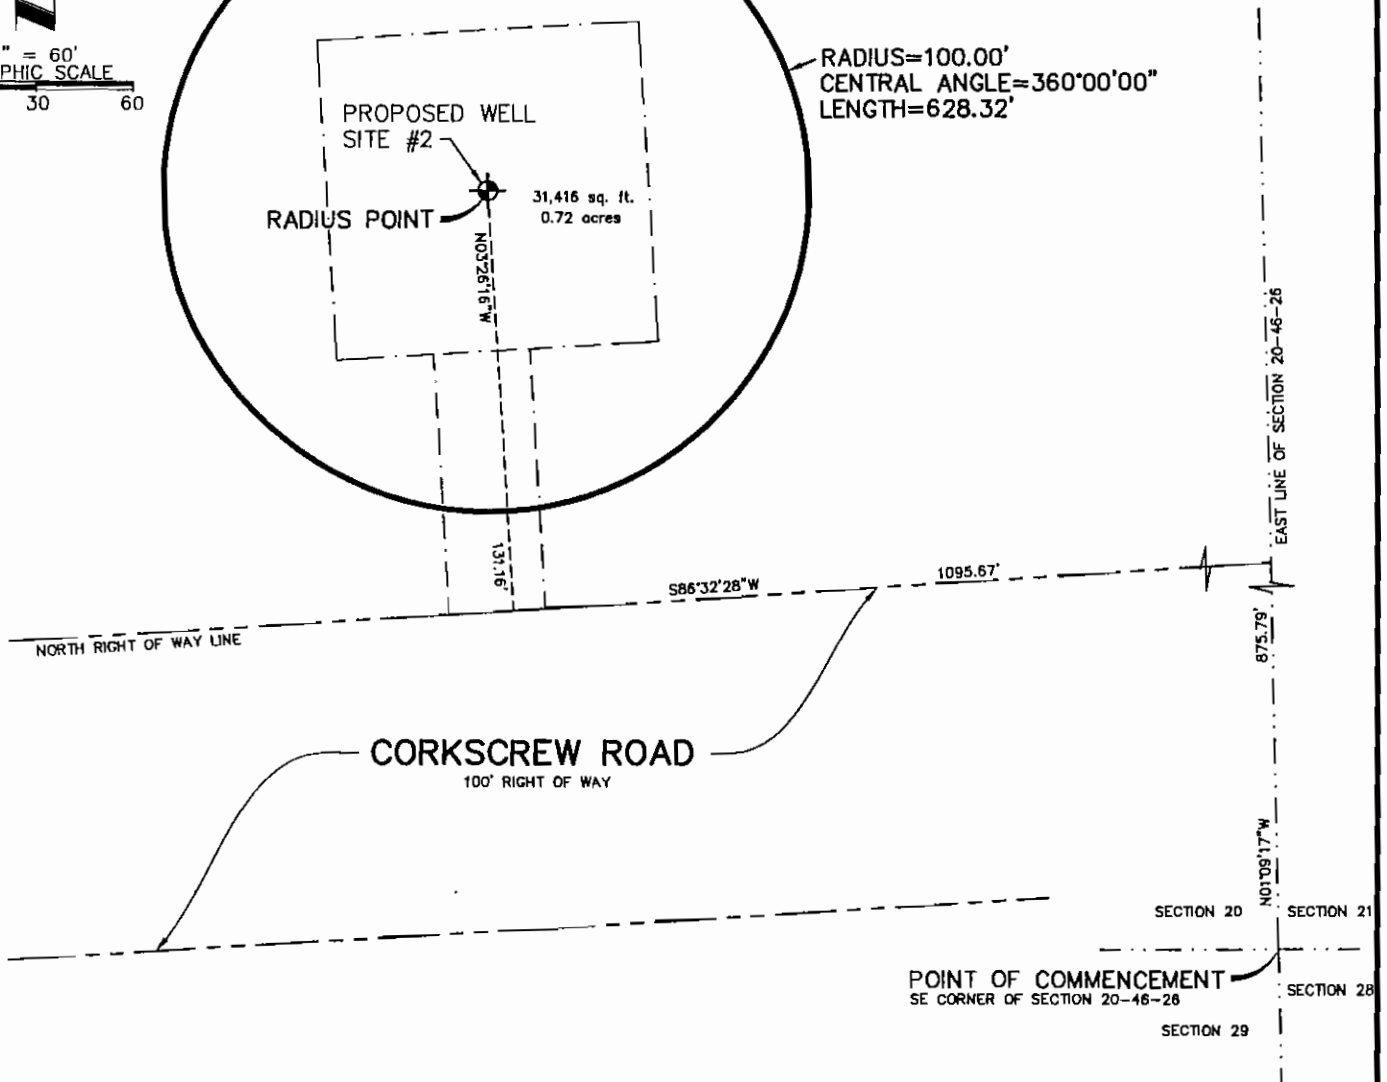 " = 60'
PHIC SCALE
30 60
RADIUS=100.00'
CENTRAL ANGLE=360°00'00"
LENGTH=628.32'
PROPOSED WELL
SITE #2
31,416 sq. ft.
0.72 acres
RADIUS POINT
N03°26'16"W
131.16'
EAST LINE OF SECTION 20-46-26
S86°32'28"W
1095.67'
NORTH RIGHT OF WAY LINE
875.79'
CORKSCREW ROAD
100' RIGHT OF WAY
N01°09'17"W
SECTION 20
SECTION 21
POINT OF COMMENCEMENT
SE CORNER OF SECTION 20-46-26
SECTION 28
SECTION 29